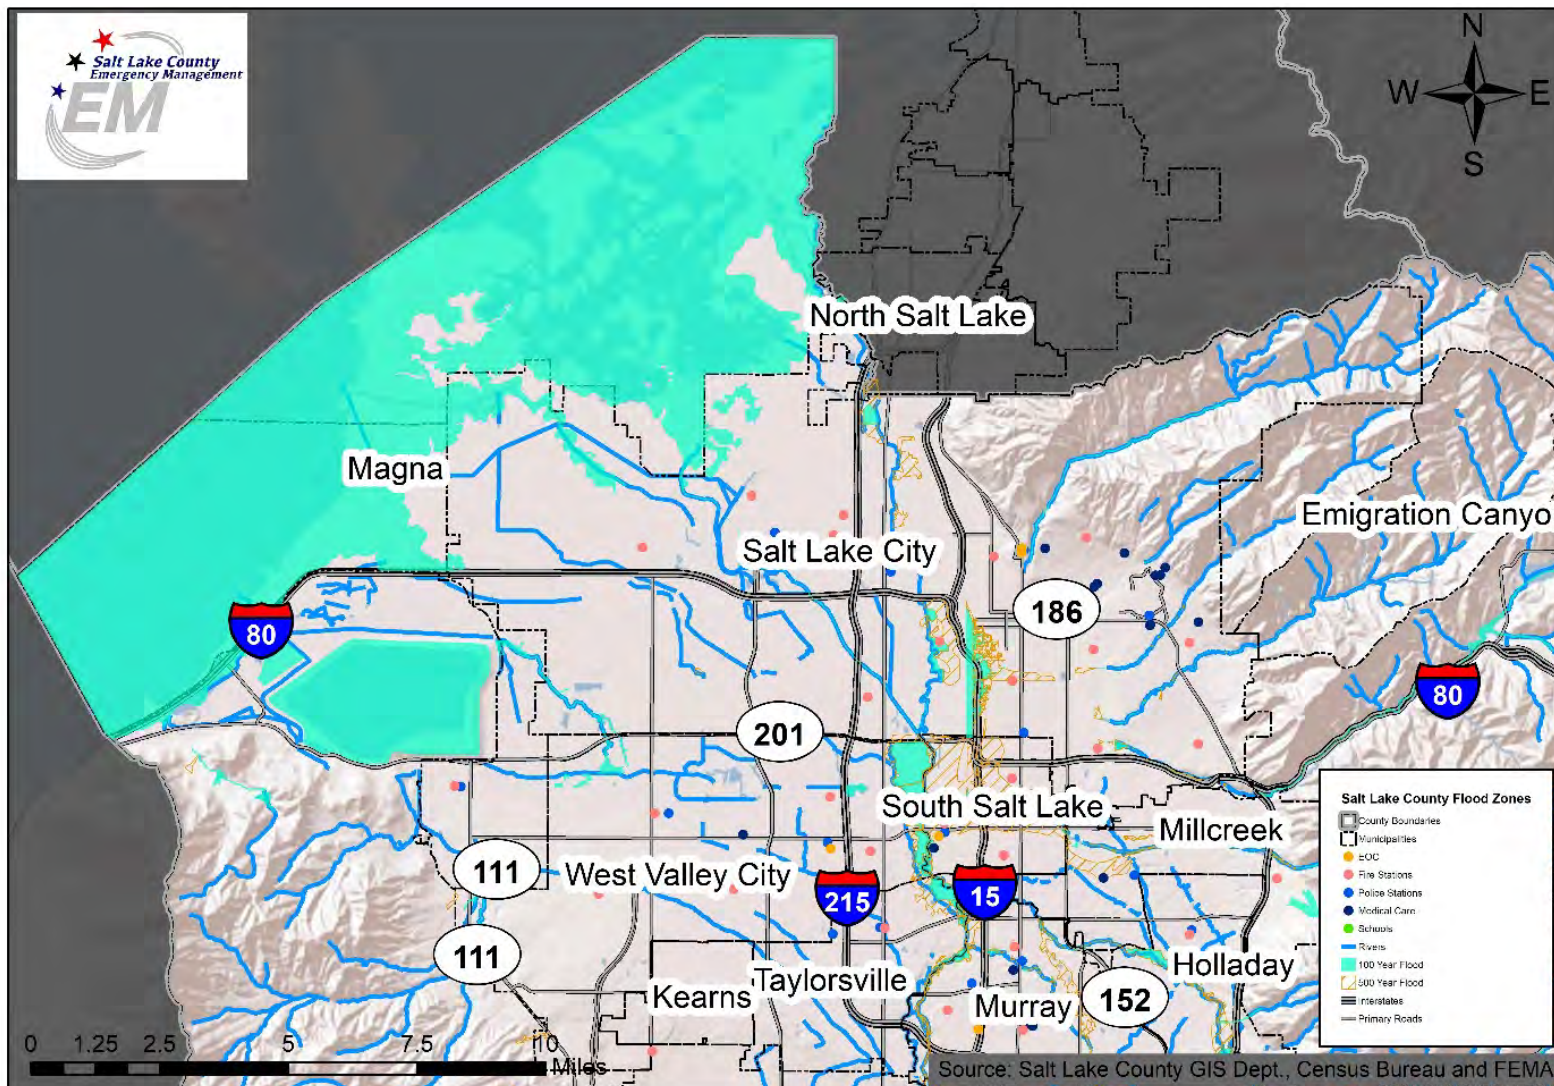 Salt Lake County
Emergency Management
EM
N
W
E
S
North Salt Lake
Magna
Emigration Canyo
Salt Lake City
186
80
80
201
South Salt Lake
Millcreek
111
West Valley City
215
15
111
Holladay
Taylorsville
Kearns
Murray
152
Salt Lake County Flood Zones
County Boundaries
Municipalities
EOC
Fire Stations
Police Stations
Medical Care
Schools
Rivers
100 Year Flood
500 Year Flood
Interstates
Primary Roads
0 1.25 2.5 5 7.5 10
Miles
Source: Salt Lake County GIS Dept., Census Bureau and FEMA